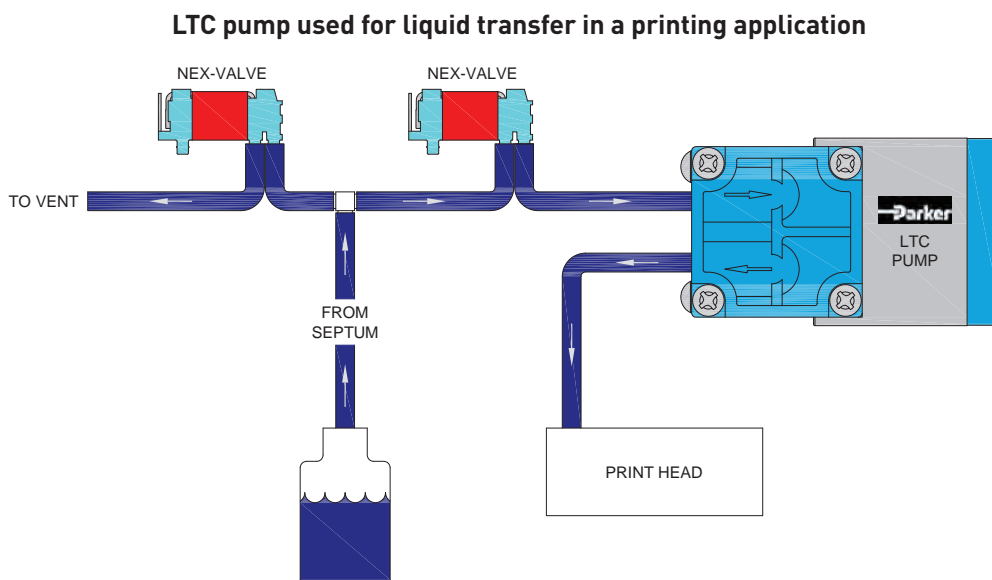 LTC pump used for liquid transfer in a printing application
NEX-VALVE
NEX-VALVE
TO VENT
Parker
LTC
PUMP
FROM
SEPTUM
PRINT HEAD